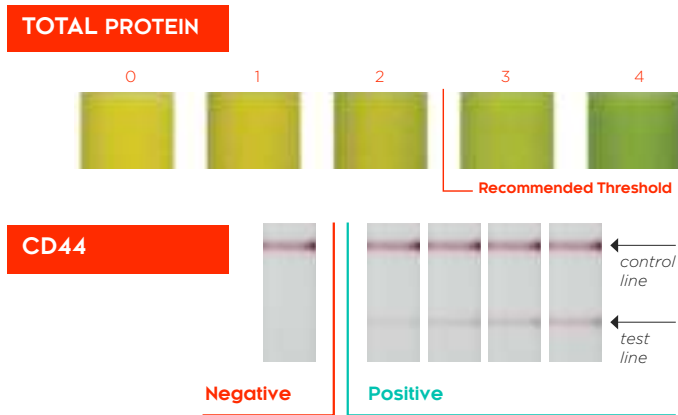 TOTAL PROTEIN
0 1 2 3 4
Recommended Threshold
CD44
control
line
test
line
Negative Positive